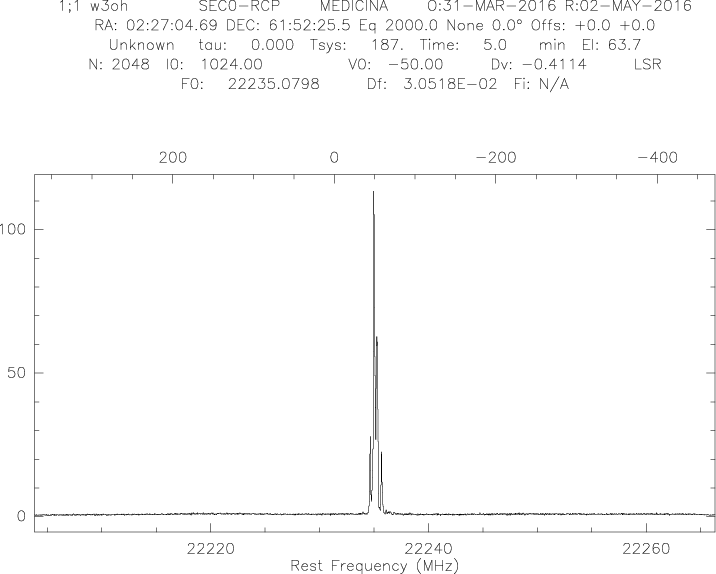 1;1 w3oh SEC0-RCP MEDICINA O:31-MAR-2016 R:02-MAY-2016
RA: 02:27:04.69 DEC: 61:52:25.5 Eq 2000.0 None 0.0° Offs: +0.0 +0.0
Unknown tau: 0.000 Tsys: 187. Time: 5.0 min El: 63.7
N: 2048 I0: 1024.00 V0: -50.00 Dv: -0.4114 LSR
F0: 22235.0798 Df: 3.0518E-02 Fi: N/A
200 0 -200 -400
100
50
0
22220 22240 22260
Rest Frequency (MHz)